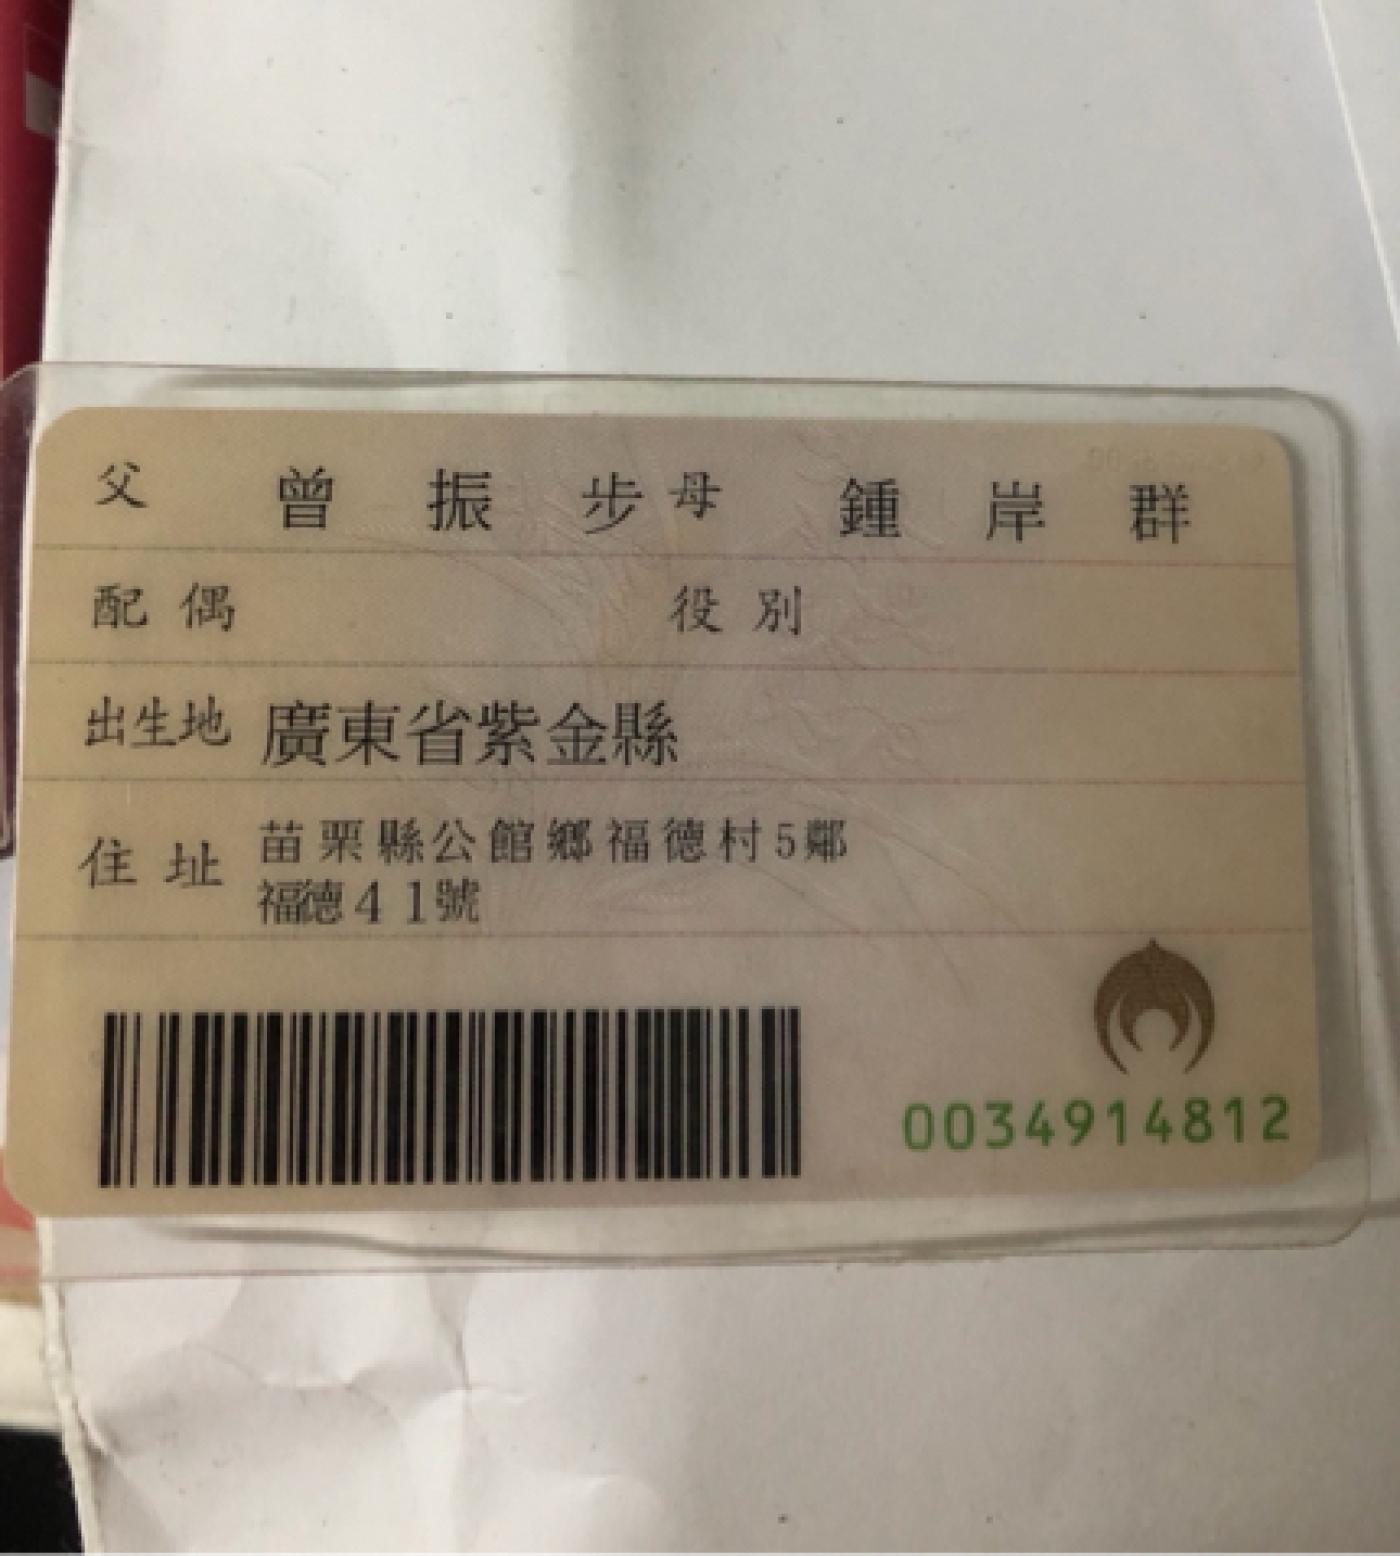 父 曾振步 母 鍾岸群
配偶 役別
出生地 廣東省紫金縣
住址 苗栗縣公館鄉福德村5鄰
福德41號
0034914812